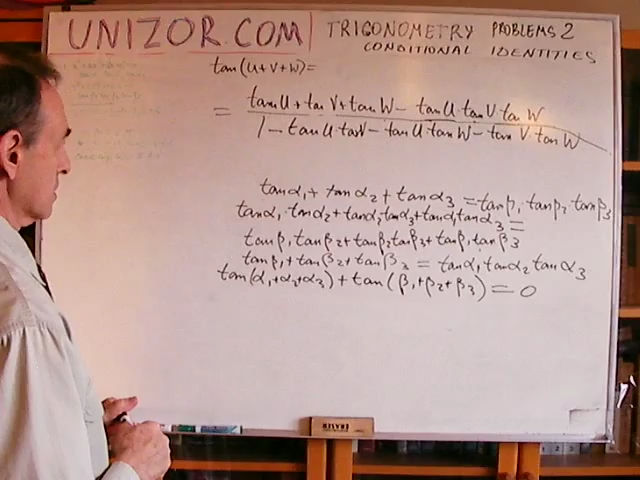 UNIZOR.COM | TRIGONOMETRY PROBLEMS 2
CONDITIONAL IDENTITIES
tan(U+V+W)=
= tan U + tan V + tan W - tan U tan V tan W
1 - tan U tan V - tan U tan W - tan V tan W
tan α₁ + tan α₂ + tan α₃ = tan β₁ · tan β₂ · tan β₃
tan α₁ tan α₂ + tan α₂ tan α₃ + tan α₁ tan α₃ =
tan β₁ tan β₂ + tan β₂ tan β₃ + tan β₁ tan β₃
tan β₁ + tan β₂ + tan β₃ = tan α₁ tan α₂ tan α₃
tan(α₁+α₂+α₃) + tan(β₁+β₂+β₃) = 0